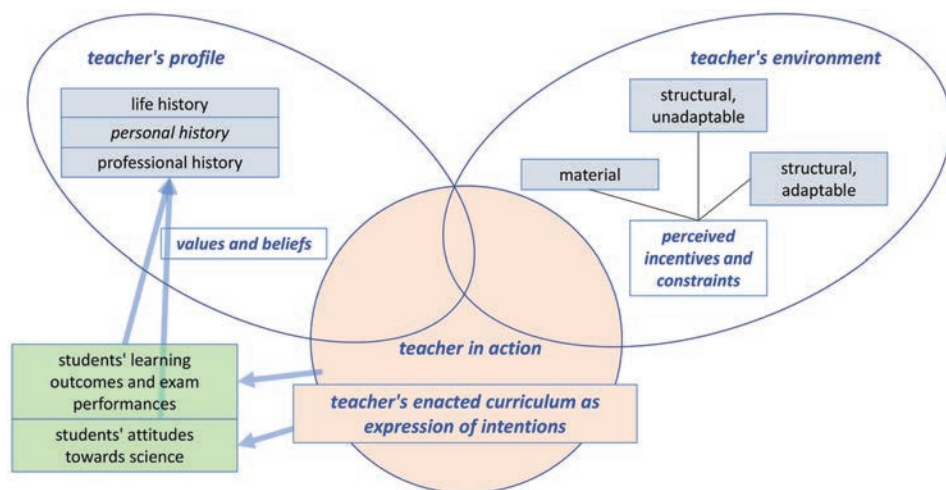 teacher's profile
life history
personal history
professional history
values and beliefs
teacher's environment
structural,
unadaptable
material
structural,
adaptable
perceived
incentives and
constraints
teacher in action
teacher's enacted curriculum as
expression of intentions
students' learning
outcomes and exam
performances
students' attitudes
towards science